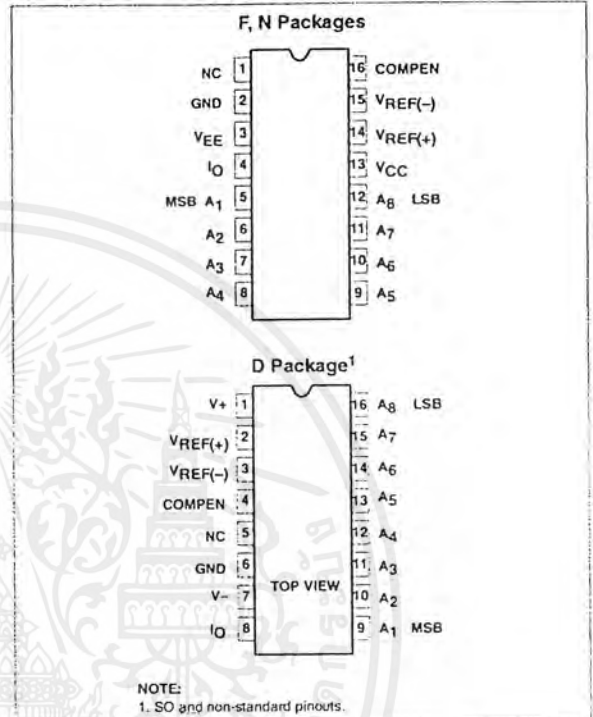 F, N Packages
NC 1 16 COMPEN
GND 2 15 VREF(–)
VEE 3 14 VREF(+)
IO 4 13 VCC
MSB A1 5 12 A8 LSB
A2 6 11 A7
A3 7 10 A6
A4 8 9 A5
D Package1
V+ 1 16 A8 LSB
VREF(+) 2 15 A7
VREF(–) 3 14 A6
COMPEN 4 13 A5
NC 5 12 A4
GND 6 11 A3
TOP VIEW
V– 7 10 A2
IO 8 9 A1 MSB
NOTE:
1. SO and non-standard pinouts.